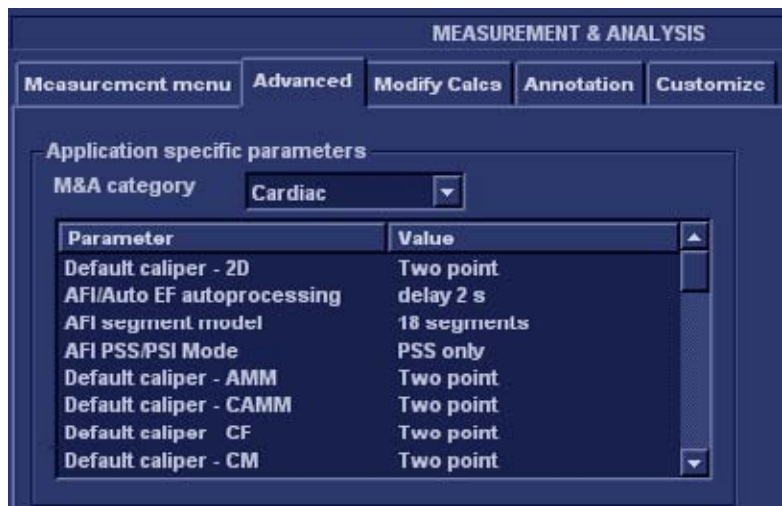 MEASUREMENT & ANALYSIS
Measurement menu Advanced Modify Calcs Annotation Customize
Application specific parameters
M&A category Cardiac
Parameter Value
Default caliper - 2D Two point
AFI/Auto EF autoprocessing delay 2 s
AFI segment model 18 segments
AFI PSS/PSI Mode PSS only
Default caliper - AMM Two point
Default caliper - CAMM Two point
Default caliper CF Two point
Default caliper - CM Two point